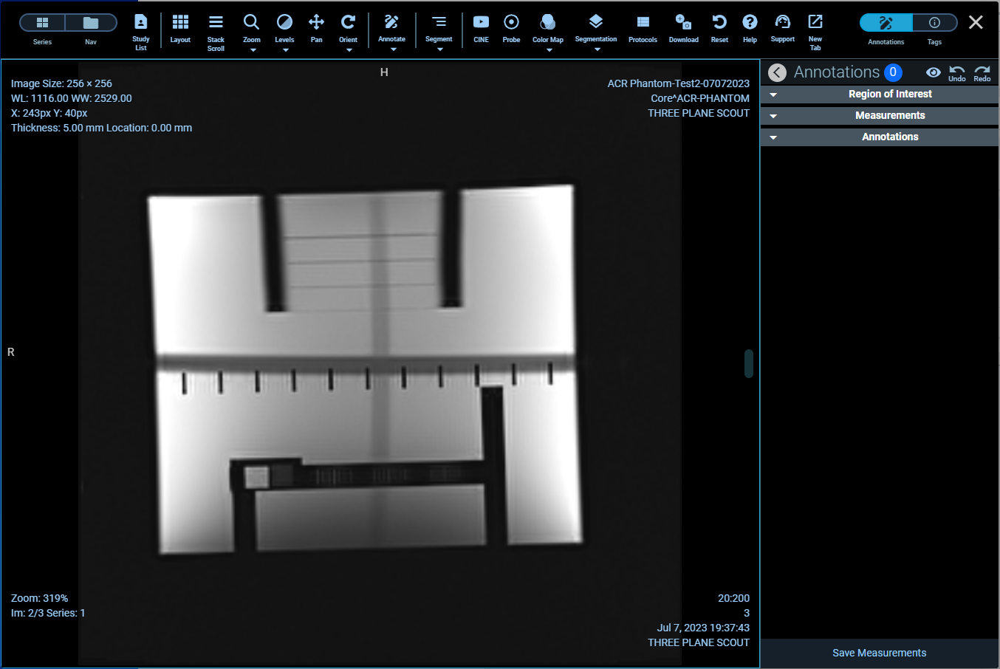 Series
Nav
Study
List
Layout
Stack
Scroll
Zoom
Levels
Pan
Orient
Annotate
Segment
CINE
Probe
Color Map
Segmentation
Protocols
Download
Reset
Help
Support
New
Tab
Annotations
Tags
H
Image Size: 256 × 256
WL: 1116.00 WW: 2529.00
X: 243px Y: 40px
Thickness: 5.00 mm Location: 0.00 mm
ACR Phantom-Test2-07072023
Core^ACR-PHANTOM
THREE PLANE SCOUT
R
Zoom: 319%
Im: 2/3 Series: 1
20:200
3
Jul 7, 2023 19:37:43
THREE PLANE SCOUT
Annotations 0
Undo
Redo
Region of Interest
Measurements
Annotations
Save Measurements